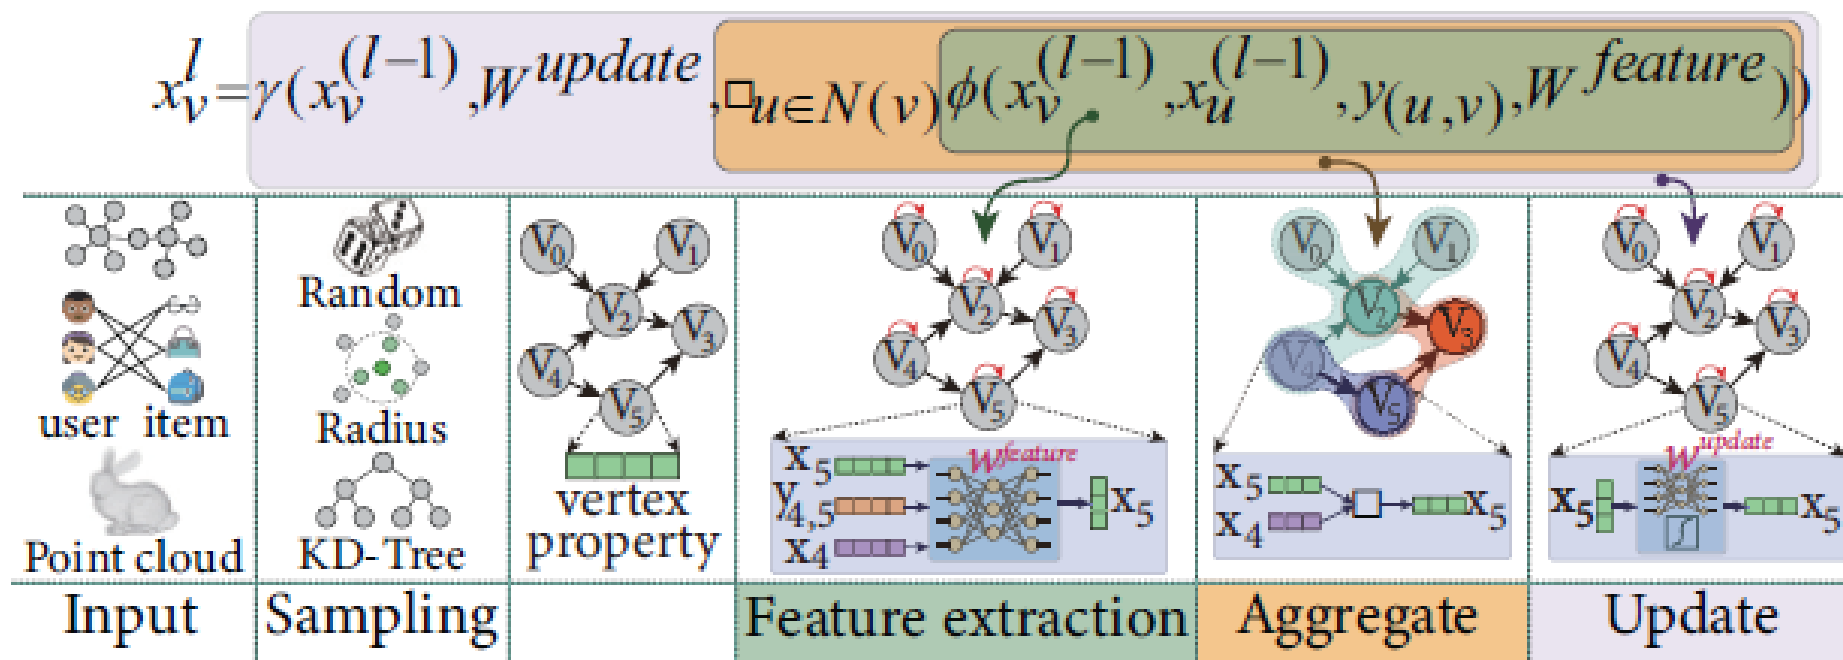 x_v^l=γ(x_v^(l−1),W^update,□_u∈N(v) ϕ(x_v^(l−1),x_u^(l−1),y_(u,v),W^feature))
user item
Point cloud
Input
Random
Radius
KD-Tree
Sampling
V0 V1
V2
V3
V4
V5
vertex
property
V0 V1
V2
V3
V4
V5
W^feature
x5
y4,5
x4
x5
Feature extraction
V0 V1
V2
V3
V4
V5
x5
x4
x5
Aggregate
V0 V1
V2
V3
V4
V5
W^update
x5 x5
Update